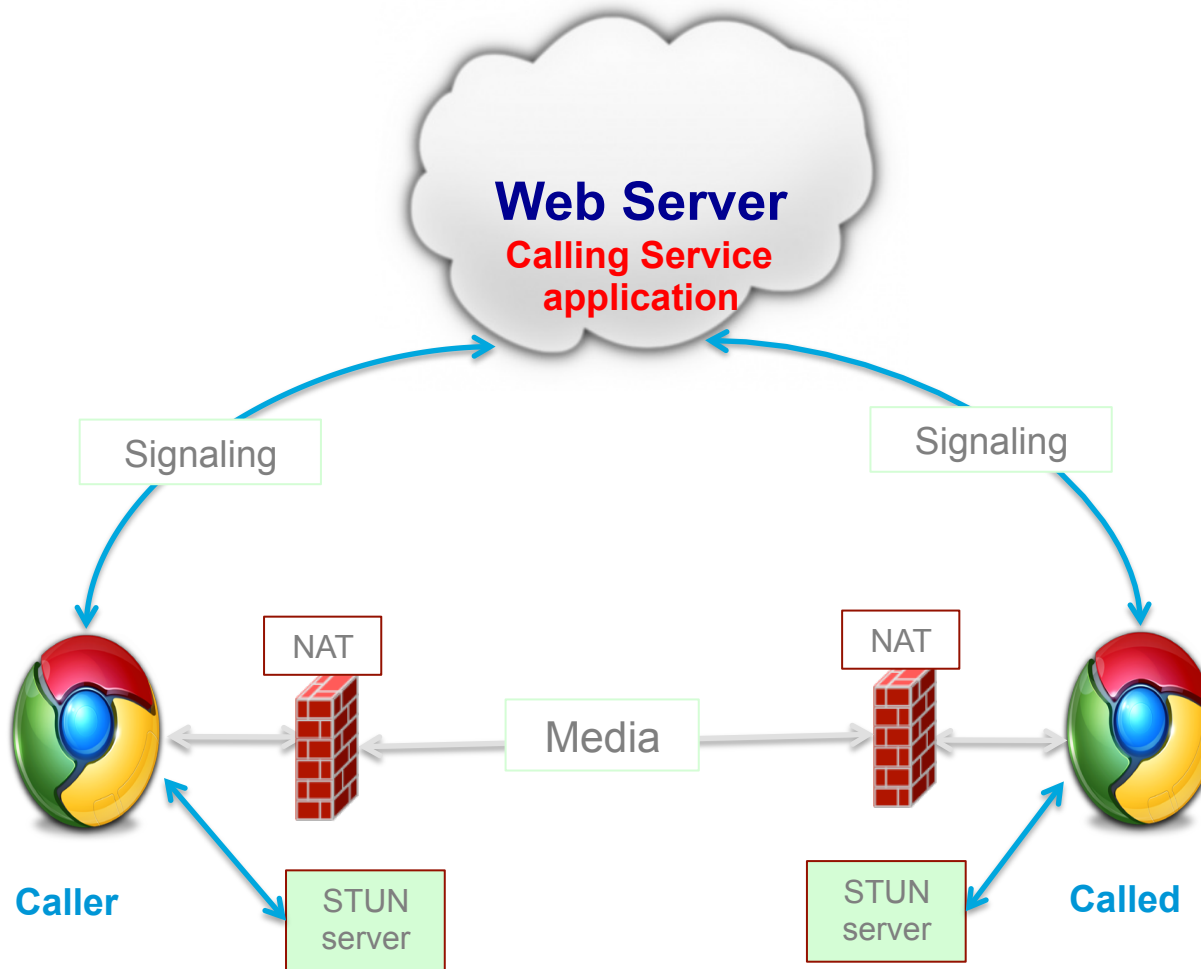 Web Server
Calling Service
application
Signaling
Signaling
NAT
NAT
Media
Caller
STUN
server
STUN
server
Called